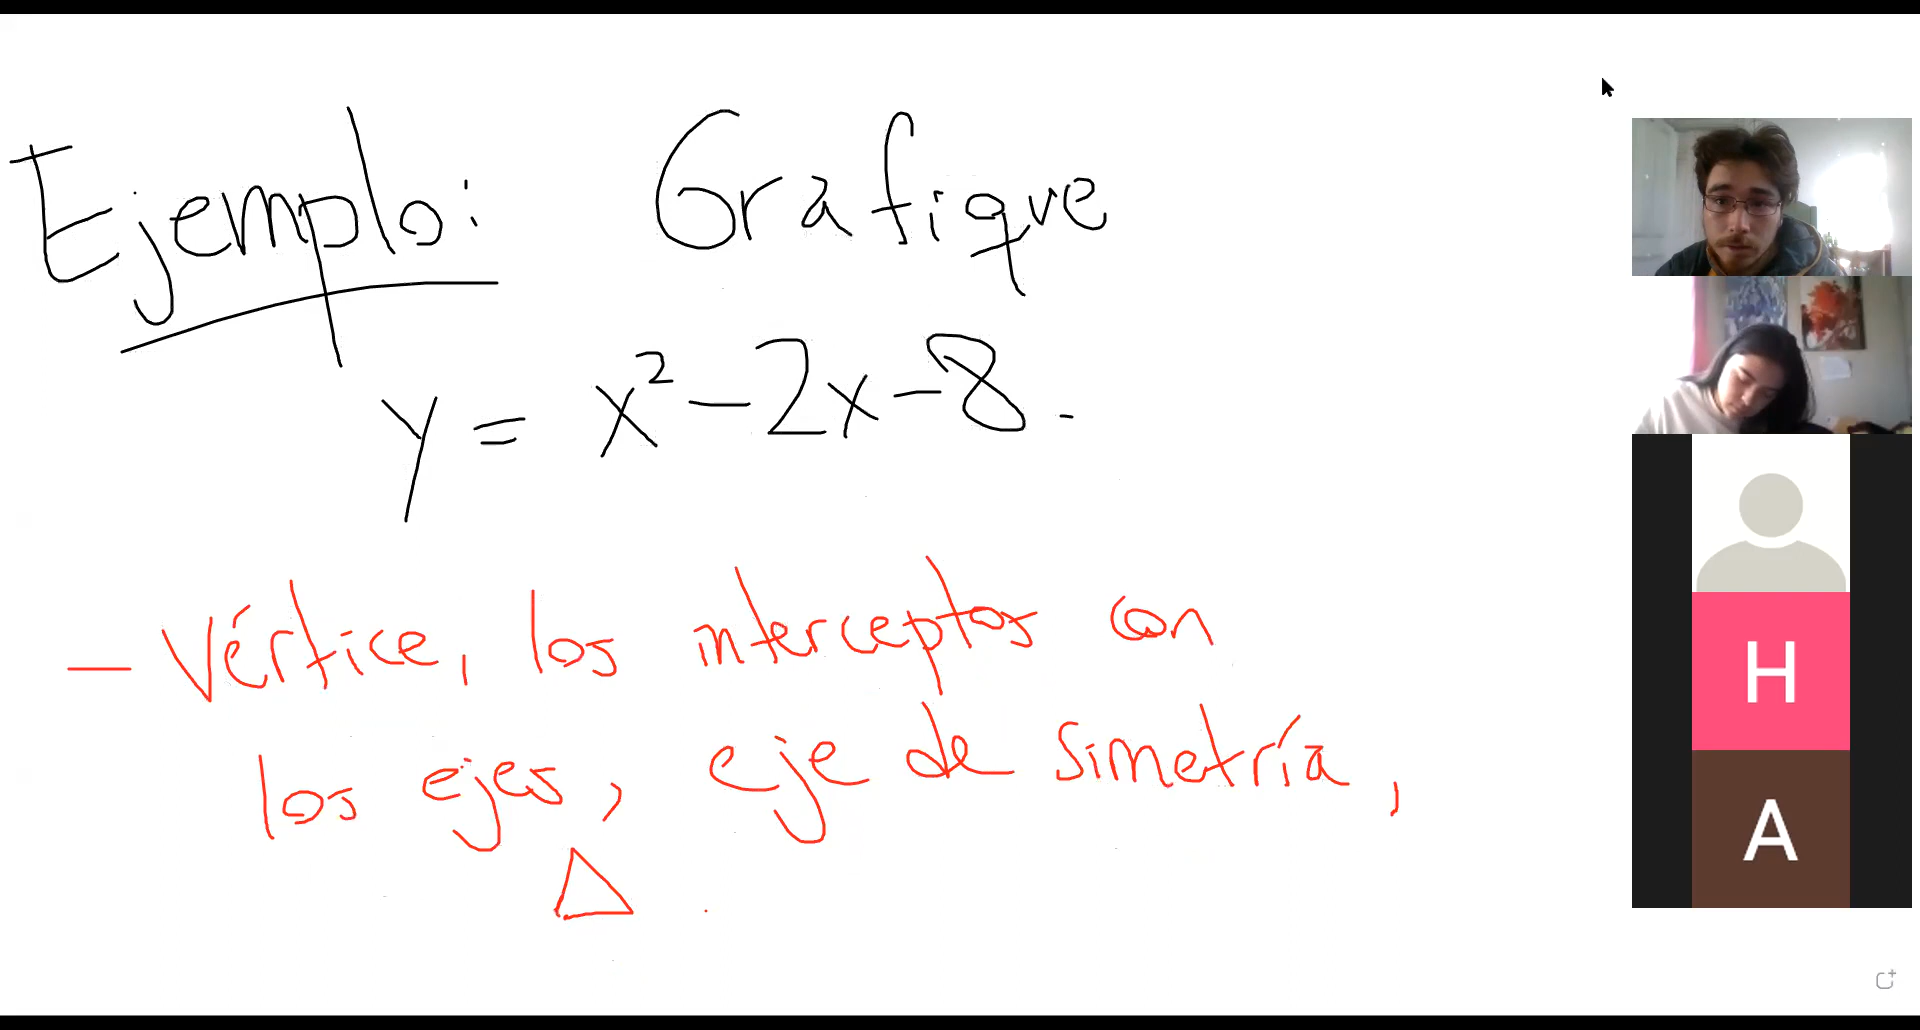 Ejemplo: Grafique
y = x² - 2x - 8.
- Vértice, los interceptos con
los ejes, eje de simetría,
Δ.
H
A